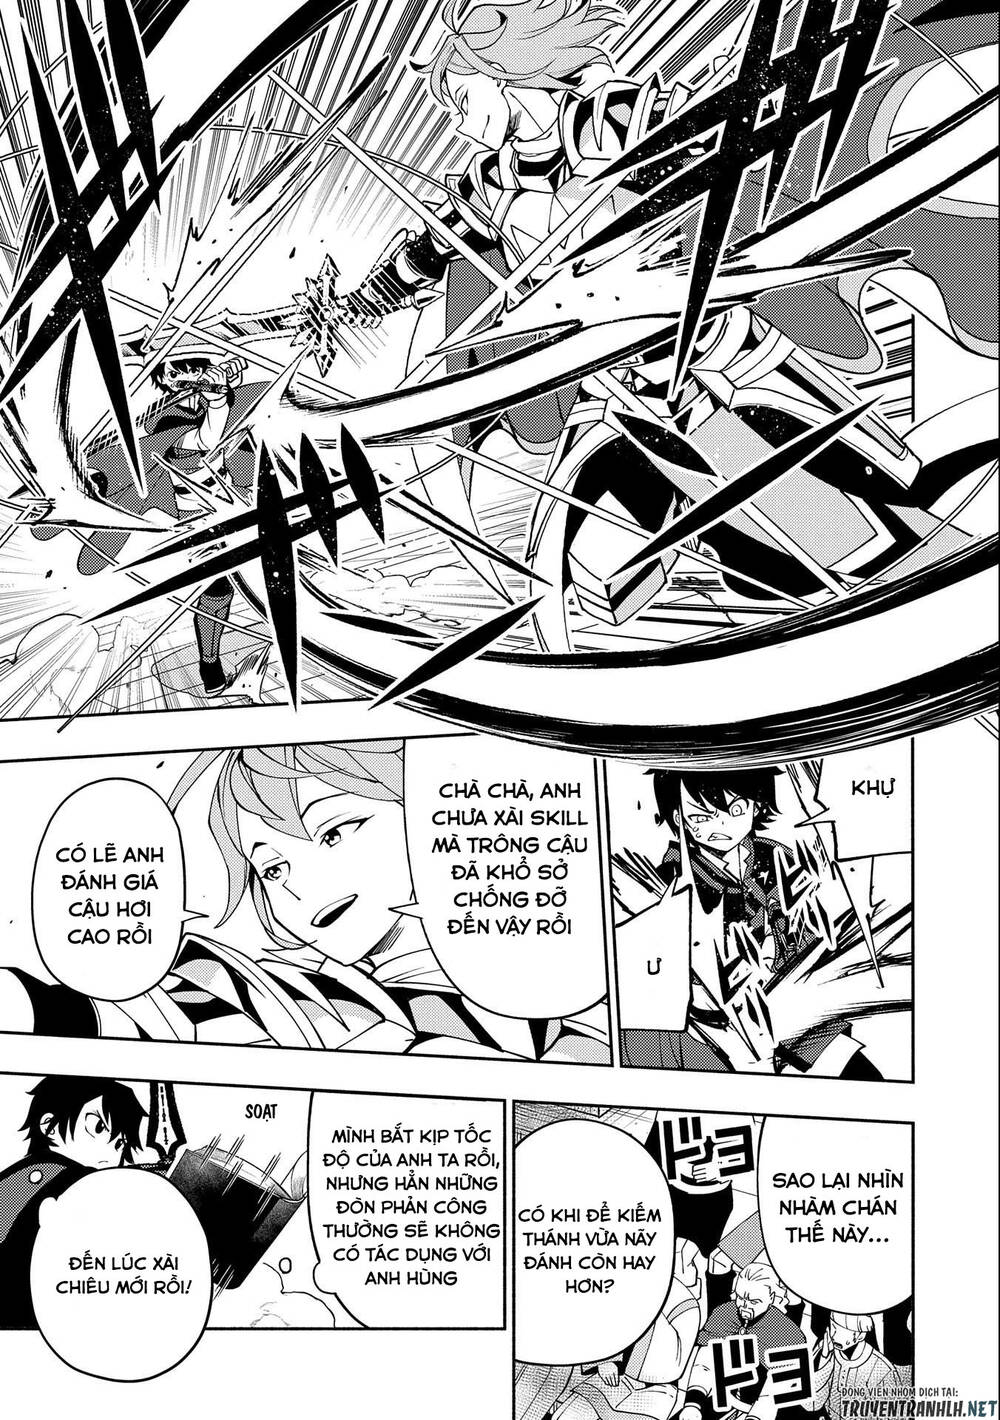 KHỰ
Ư
CHÀ CHÀ, ANH
CHƯA XÀI SKILL
MÀ TRÔNG CẬU
ĐÃ KHỔ SỞ
CHỐNG ĐỠ
ĐẾN VẬY RỒI
CÓ LẼ ANH
ĐÁNH GIÁ
CẬU HƠI
CAO RỒI
SAO LẠI NHÌN
NHÀM CHÁN
THẾ NÀY...
ドヨ
ドヨ
CÓ KHI ĐỂ KIẾM
THÁNH VỪA NÃY
ĐÁNH CÒN HAY
HƠN?
MÌNH BẮT KỊP TỐC
ĐỘ CỦA ANH TA RỒI,
NHƯNG HẲN NHỮNG
ĐÒN PHẢN CÔNG
THƯỜNG SẼ KHÔNG
CÓ TÁC DỤNG VỚI
ANH HÙNG
SOẠT
ĐẾN LÚC XÀI
CHIÊU MỚI RỒI!
ĐỘNG VIÊN NHÓM DỊCH TẠI:
TRUYENTRANHLH.NET